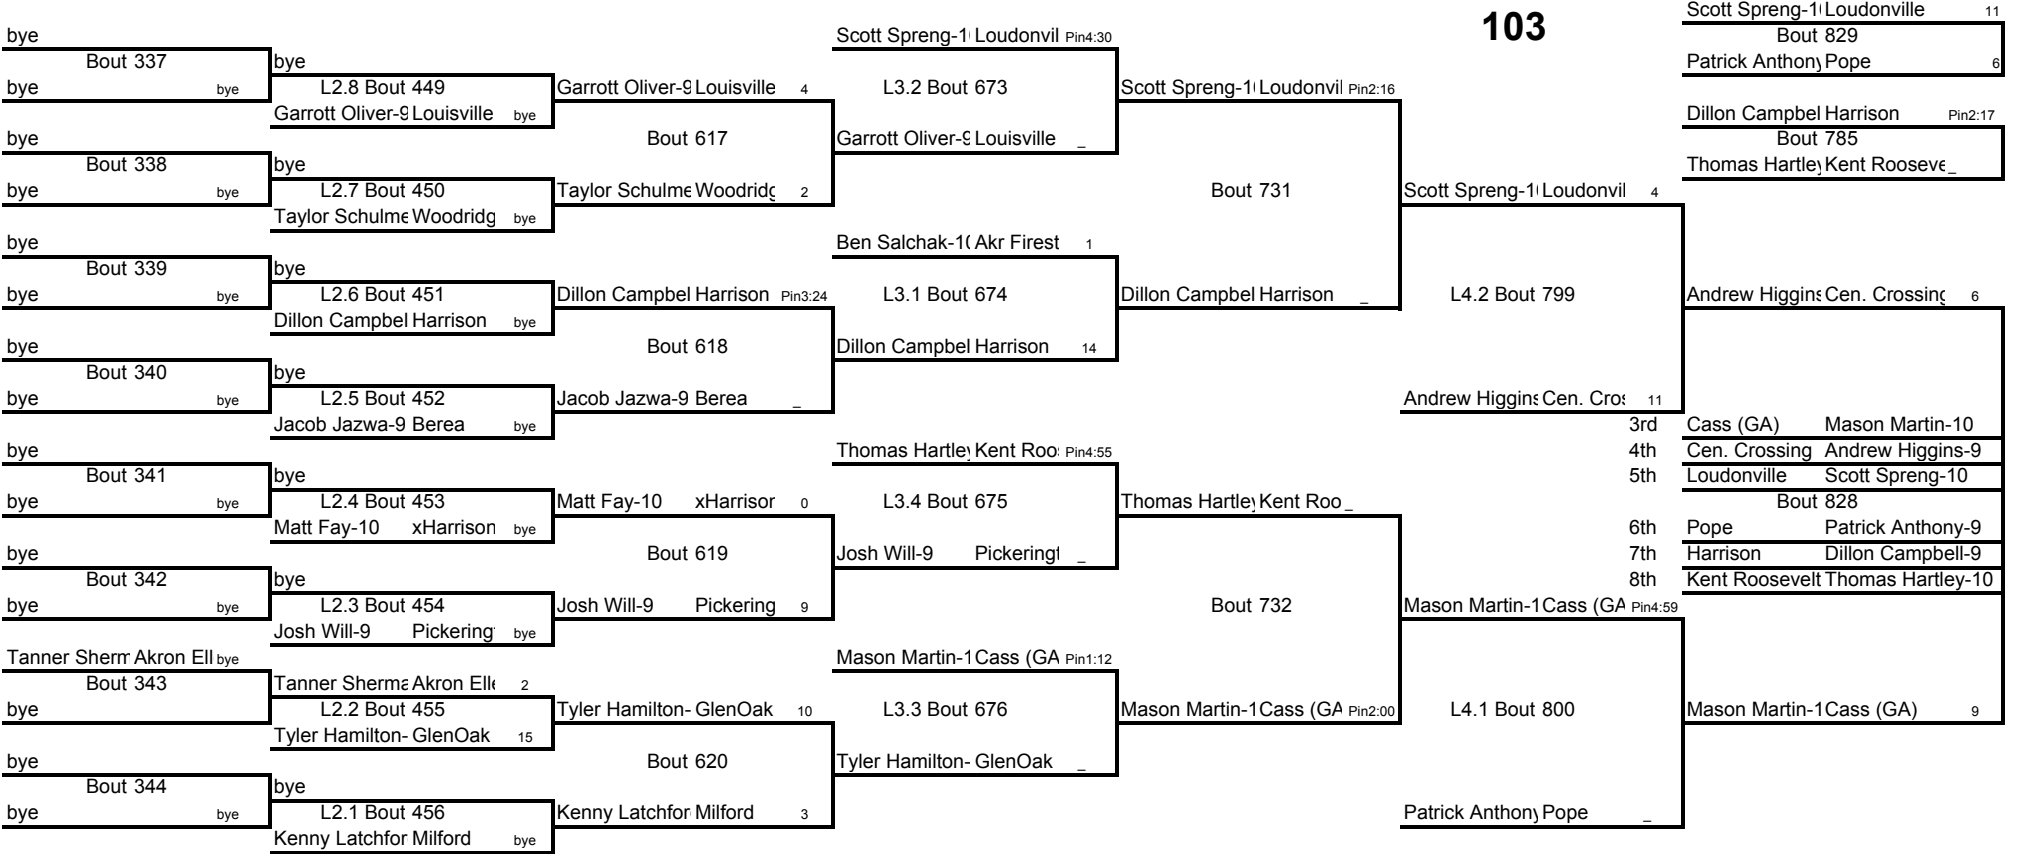 103
Scott Spreng-1( Loudonville 11
Bout 829
Patrick Anthony Pope 6
Dillon Campbel Harrison Pin2:17
Bout 785
Thomas Hartley Kent Rooseve _
bye
Bout 337
bye bye
bye
Bout 338
bye bye
bye
Bout 339
bye bye
bye
Bout 340
bye bye
bye
Bout 341
bye bye
bye
Bout 342
bye bye
Tanner Sherm Akron Ell bye
Bout 343
bye
bye
Bout 344
bye bye
bye
L2.8 Bout 449
Garrott Oliver-9 Louisville bye
bye
L2.7 Bout 450
Taylor Schulme Woodridg bye
bye
L2.6 Bout 451
Dillon Campbel Harrison bye
bye
L2.5 Bout 452
Jacob Jazwa-9 Berea bye
bye
L2.4 Bout 453
Matt Fay-10 xHarrison bye
bye
L2.3 Bout 454
Josh Will-9 Pickering bye
Tanner Sherma Akron Elle 2
L2.2 Bout 455
Tyler Hamilton- GlenOak 15
bye
L2.1 Bout 456
Kenny Latchfor Milford bye
Garrott Oliver-9 Louisville 4
Bout 617
Taylor Schulme Woodridg 2
Dillon Campbel Harrison Pin3:24
Bout 618
Jacob Jazwa-9 Berea _
Matt Fay-10 xHarrisor 0
Bout 619
Josh Will-9 Pickering 9
Tyler Hamilton- GlenOak 10
Bout 620
Kenny Latchfor Milford 3
Scott Spreng-1( Loudonvil Pin4:30
L3.2 Bout 673
Garrott Oliver-9 Louisville _
Ben Salchak-1( Akr Firest 1
L3.1 Bout 674
Dillon Campbel Harrison 14
Thomas Hartley Kent Roo Pin4:55
L3.4 Bout 675
Josh Will-9 Pickeringt _
Mason Martin-1 Cass (GA Pin1:12
L3.3 Bout 676
Tyler Hamilton- GlenOak _
Scott Spreng-1( Loudonvil Pin2:16
Bout 731
Dillon Campbel Harrison _
Thomas Hartley Kent Roo _
Bout 732
Mason Martin-1 Cass (GA Pin2:00
Scott Spreng-1( Loudonvil 4
L4.2 Bout 799
Andrew Higgins Cen. Cros 11
Mason Martin-1 Cass (GA Pin4:59
L4.1 Bout 800
Patrick Anthony Pope _
Andrew Higgins Cen. Crossing 6
3rd Cass (GA) Mason Martin-10
4th Cen. Crossing Andrew Higgins-9
5th Loudonville Scott Spreng-10
Bout 828
6th Pope Patrick Anthony-9
7th Harrison Dillon Campbell-9
8th Kent Roosevelt Thomas Hartley-10
Mason Martin-1 Cass (GA) 9